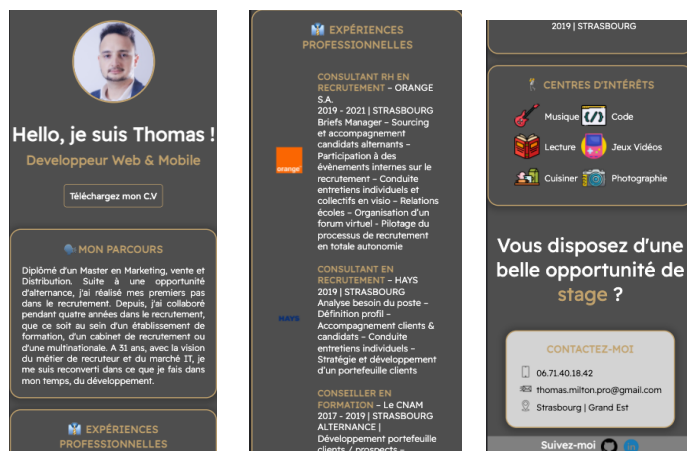 Hello, je suis Thomas !
Developpeur Web & Mobile
Téléchargez mon C.V
MON PARCOURS
Diplômé d'un Master en Marketing, vente et
Distribution. Suite à une opportunité
d'alternance, j'ai réalisé mes premiers pas
dans le recrutement. Depuis, j'ai collaboré
pendant quatre années dans le recrutement,
que ce soit au sein d'un établissement de
formation, d'un cabinet de recrutement ou
d'une multinationale. A 31 ans, avec la vision
du métier de recruteur et du marché IT, je
me suis reconverti dans ce que je fais dans
mon temps, du développement.
EXPÉRIENCES
PROFESSIONNELLES
EXPÉRIENCES
PROFESSIONNELLES
CONSULTANT RH EN
RECRUTEMENT – ORANGE
S.A.
2019 - 2021 | STRASBOURG
Briefs Manager – Sourcing
et accompagnement
candidats alternants –
Participation à des
évènements internes sur le
recrutement – Conduite
entretiens individuels et
collectifs en visio – Relations
écoles – Organisation d'un
forum virtuel - Pilotage du
processus de recrutement
en totale autonomie
orange
CONSULTANT EN
RECRUTEMENT – HAYS
2019 | STRASBOURG
Analyse besoin du poste –
Définition profil –
Accompagnement clients &
candidats – Conduite
entretiens individuels –
Stratégie et développement
d'un portefeuille clients
HAYS
CONSEILLER EN
FORMATION – Le CNAM
2017 - 2019 | STRASBOURG
ALTERNANCE |
Développement portefeuille
clients / prospects –
2019 | STRASBOURG
CENTRES D'INTÉRÊTS
Musique Code
Lecture Jeux Vidéos
Cuisiner Photographie
Vous disposez d'une
belle opportunité de
stage ?
CONTACTEZ-MOI
06.71.40.18.42
thomas.milton.pro@gmail.com
Strasbourg | Grand Est
Suivez-moi